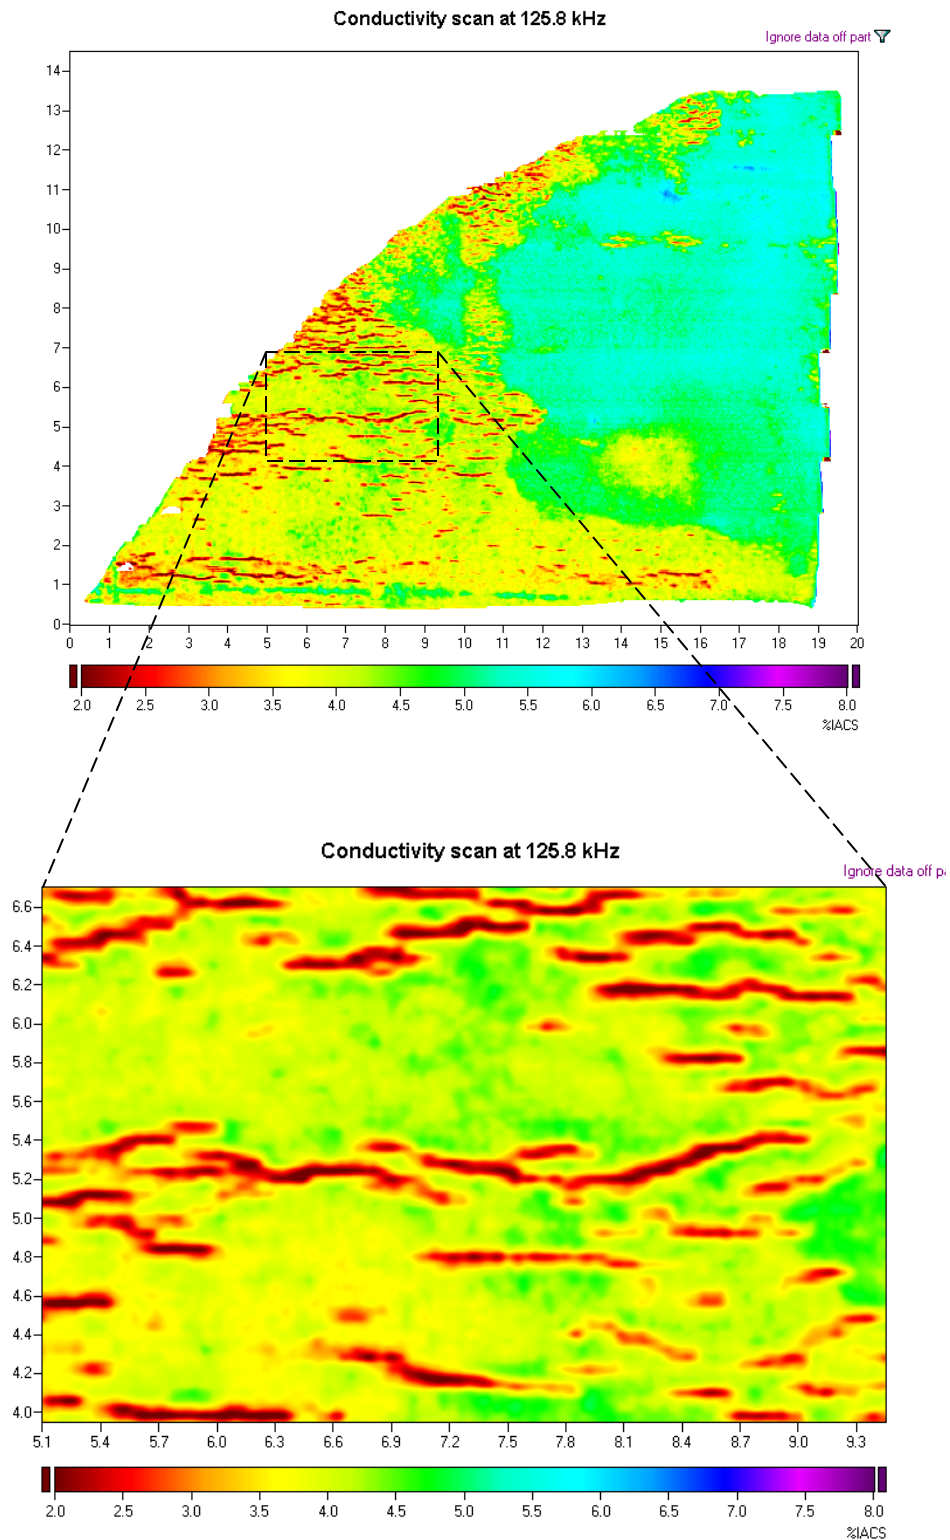 Conductivity scan at 125.8 kHz
Ignore data off part
14
13
12
11
10
9
8
7
6
5
4
3
2
1
0
0 1 2 3 4 5 6 7 8 9 10 11 12 13 14 15 16 17 18 19 20
2.0 2.5 3.0 3.5 4.0 4.5 5.0 5.5 6.0 6.5 7.0 7.5 8.0
%IACS
Conductivity scan at 125.8 kHz
Ignore data off pa
6.6
6.4
6.2
6.0
5.8
5.6
5.4
5.2
5.0
4.8
4.6
4.4
4.2
4.0
5.1 5.4 5.7 6.0 6.3 6.6 6.9 7.2 7.5 7.8 8.1 8.4 8.7 9.0 9.3
2.0 2.5 3.0 3.5 4.0 4.5 5.0 5.5 6.0 6.5 7.0 7.5 8.0
%IACS